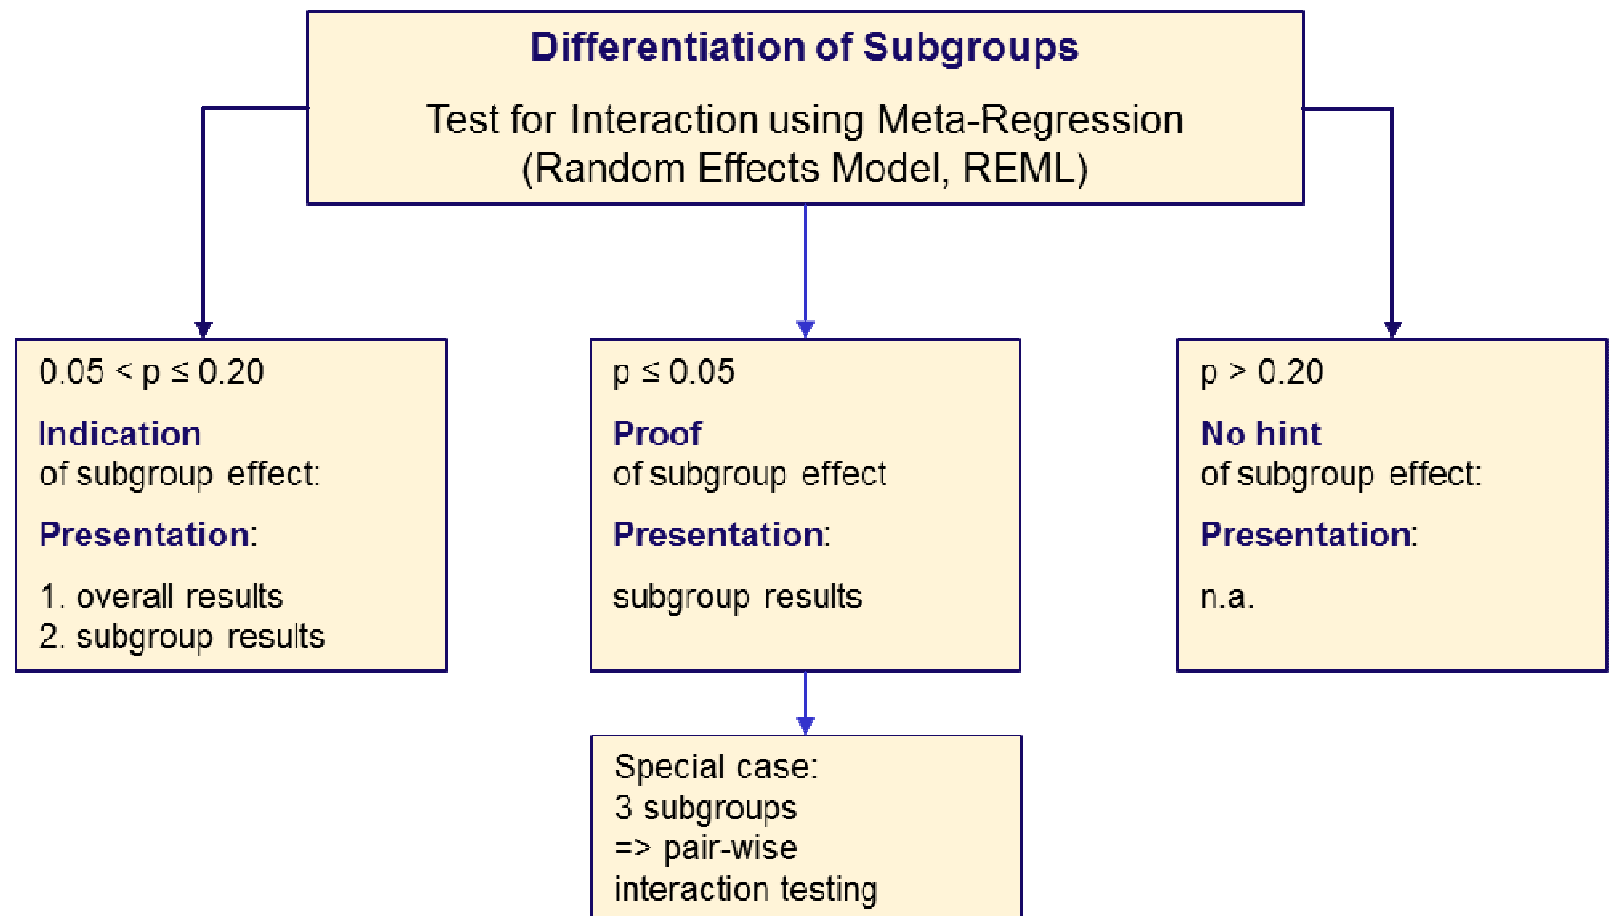 Differentiation of Subgroups
Test for Interaction using Meta-Regression
(Random Effects Model, REML)
0.05 < p ≤ 0.20
Indication
of subgroup effect:
Presentation:
1. overall results
2. subgroup results
p ≤ 0.05
Proof
of subgroup effect
Presentation:
subgroup results
p > 0.20
No hint
of subgroup effect:
Presentation:
n.a.
Special case:
3 subgroups
=> pair-wise
interaction testing